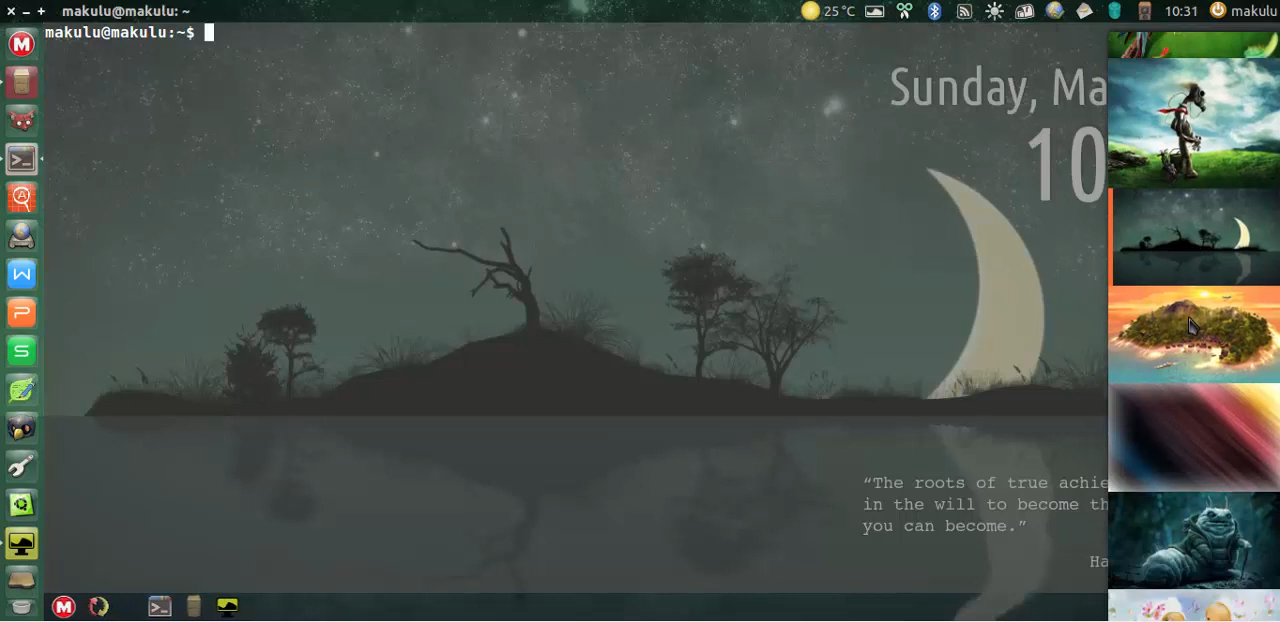 makulu@makulu: ~
25 °C
10:31
makulu
makulu@makulu:~$
Sunday, Ma
10
“The roots of true achie
in the will to become th
you can become.”
Ha